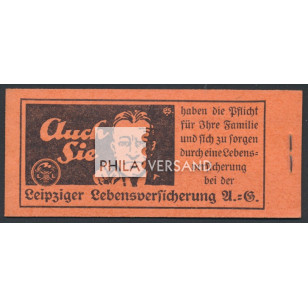 Auch
Sie
haben die Pflicht
für Ihre Familie
und sich zu sorgen
durch eine Lebens-
versicherung
bei der
Leipziger Lebensversicherung A.-G.
PHILA VERSAND